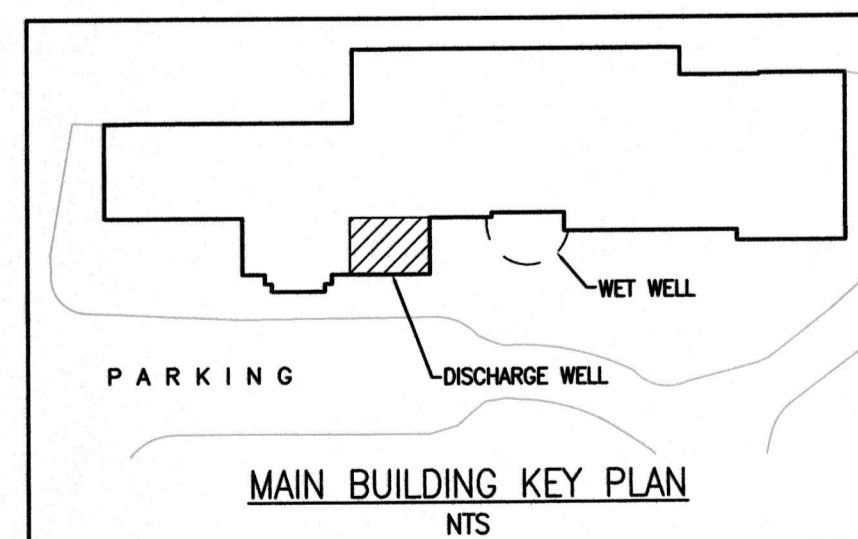 WET WELL
PARKING
DISCHARGE WELL
MAIN BUILDING KEY PLAN
NTS